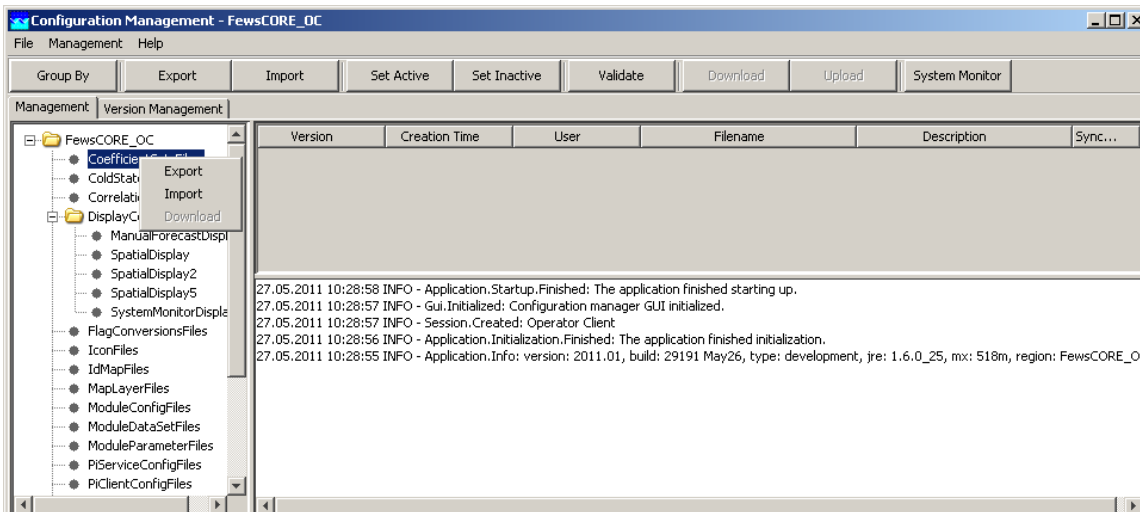 Configuration Management - FewsCORE_OC
File Management Help
Group By Export Import Set Active Set Inactive Validate Download Upload System Monitor
Management Version Management
Version Creation Time User Filename Description Sync...
FewsCORE_OC
ColdStat
Correlati
DisplayC
ManualForecastDispl
SpatialDisplay
SpatialDisplay2
SpatialDisplay5
SystemMonitorDispla
FlagConversionsFiles
IconFiles
IdMapFiles
MapLayerFiles
ModuleConfigFiles
ModuleDataSetFiles
ModuleParameterFiles
PiServiceConfigFiles
PiClientConfigFiles
Export
Import
Download
27.05.2011 10:28:58 INFO - Application.Startup.Finished: The application finished starting up.
27.05.2011 10:28:57 INFO - Gui.Initialized: Configuration manager GUI initialized.
27.05.2011 10:28:57 INFO - Session.Created: Operator Client
27.05.2011 10:28:56 INFO - Application.Initialization.Finished: The application finished initialization.
27.05.2011 10:28:55 INFO - Application.Info: version: 2011.01, build: 29191 May26, type: development, jre: 1.6.0_25, mx: 518m, region: FewsCORE_O